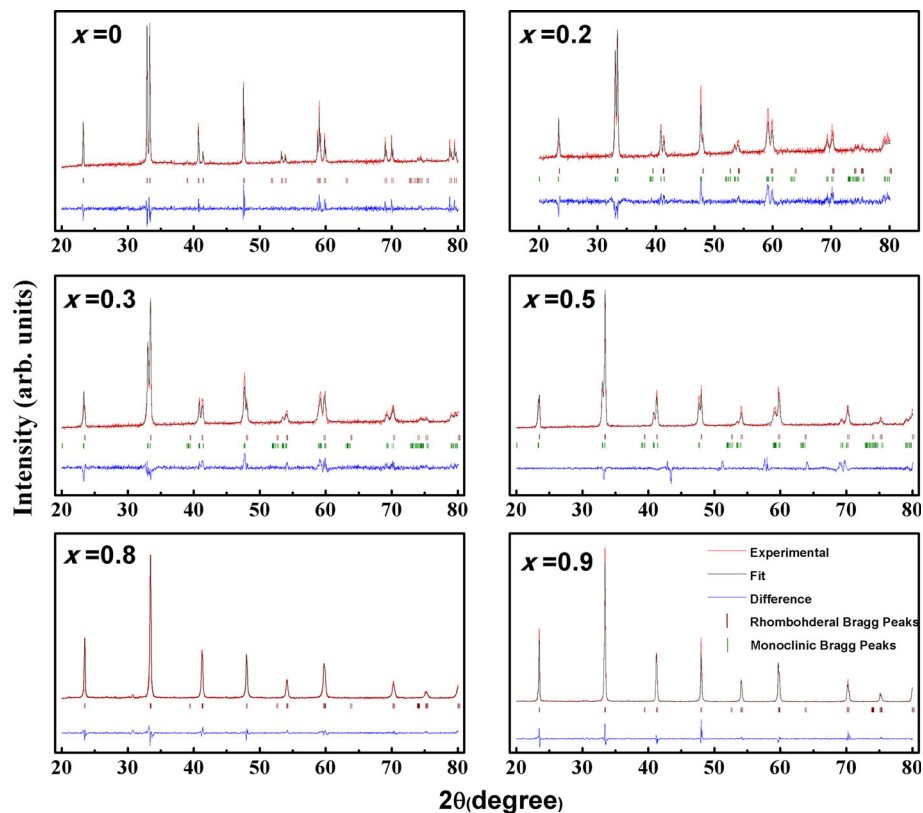 x=0
20 30 40 50 60 70 80
x=0.2
20 30 40 50 60 70 80
x=0.3
20 30 40 50 60 70 80
x=0.5
20 30 40 50 60 70 80
x=0.8
20 30 40 50 60 70 80
x=0.9
Experimental
Fit
Difference
Rhombohderal Bragg Peaks
Monoclinic Bragg Peaks
20 30 40 50 60 70 80
Intensity (arb. units)
2θ(degree)